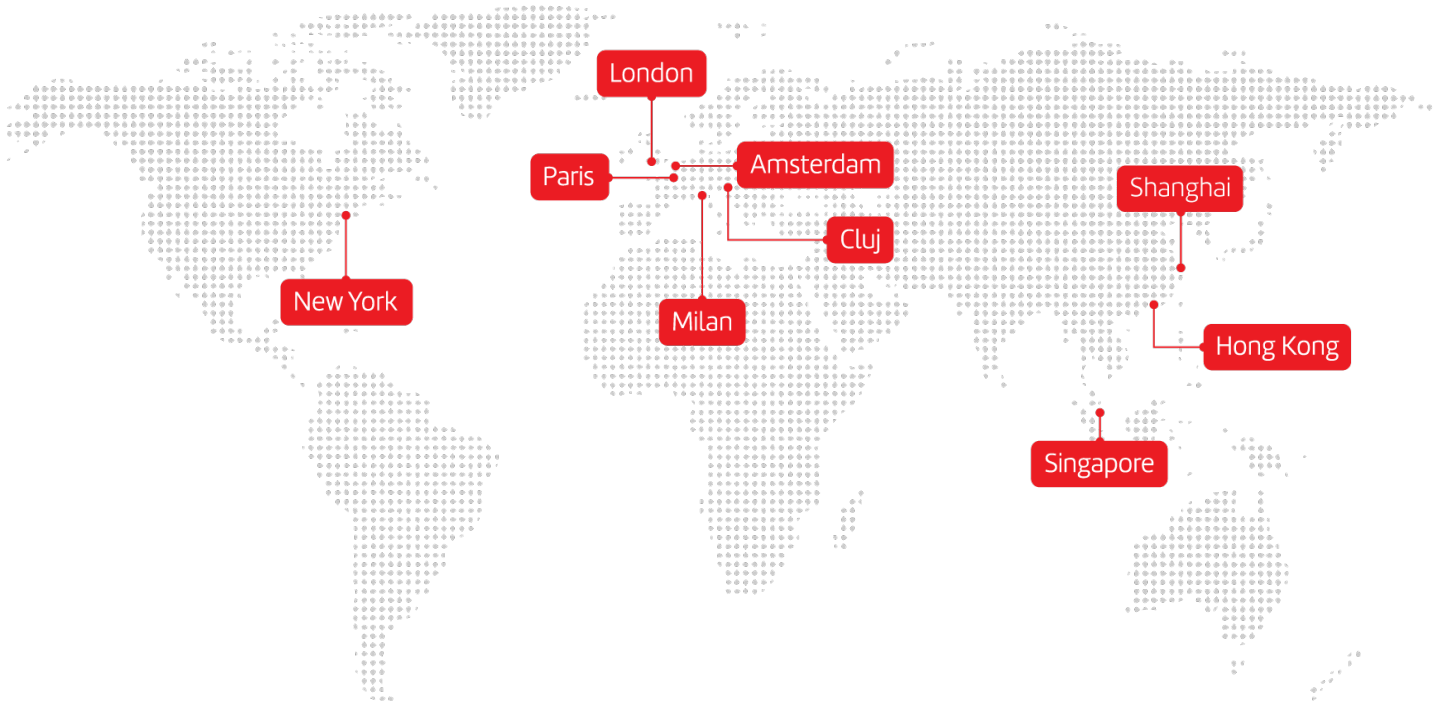 London
Paris
Amsterdam
Shanghai
Cluj
New York
Milan
Hong Kong
Singapore